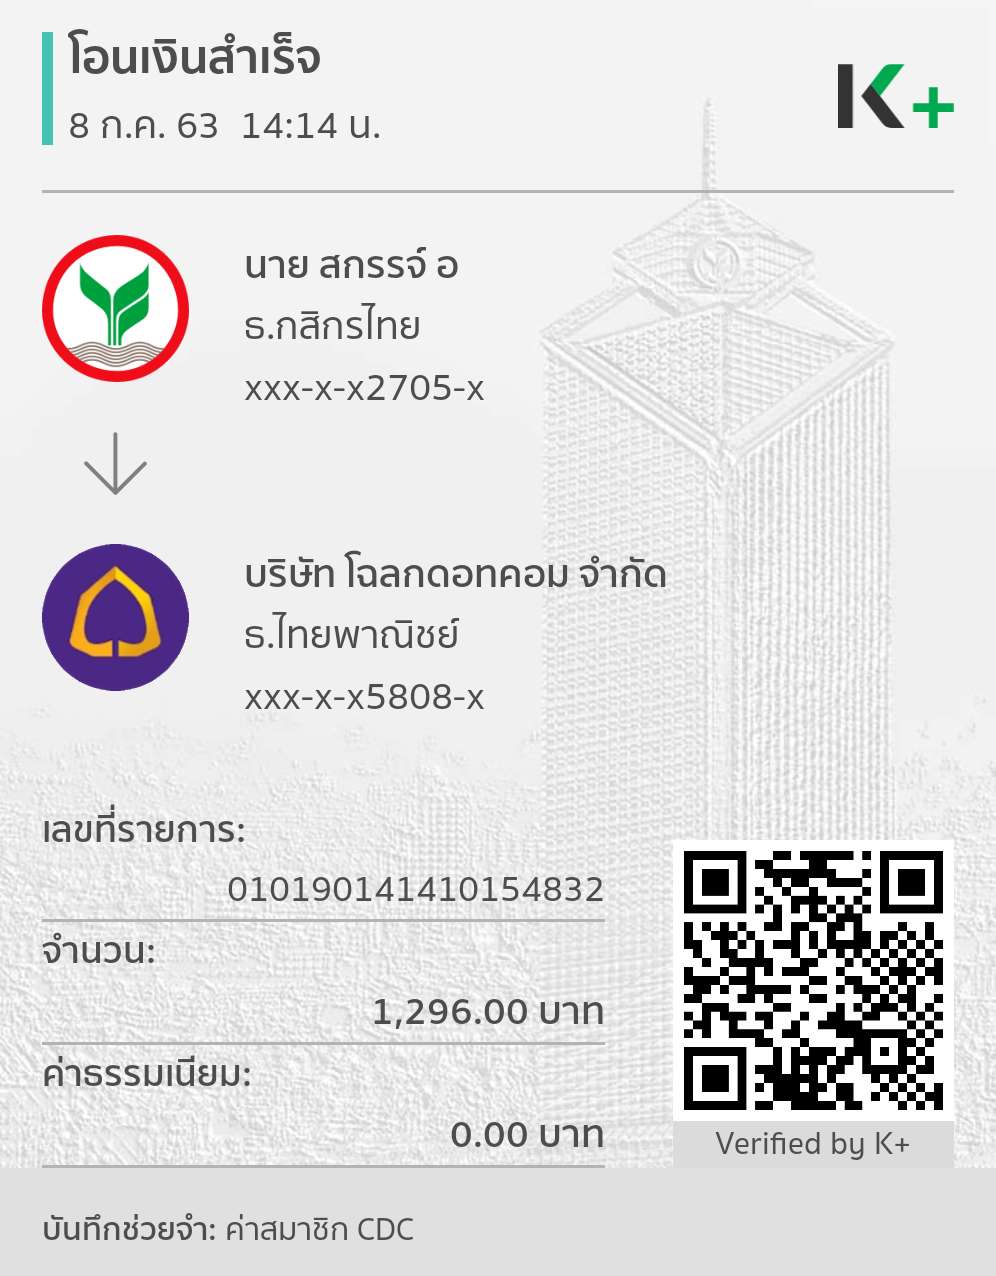 โอนเงินสำเร็จ
8 ก.ค. 63 14:14 น.
K+
นาย สกรรจ์ อ
ธ.กสิกรไทย
xxx-x-x2705-x
บริษัท โฉลกดอทคอม จำกัด
ธ.ไทยพาณิชย์
xxx-x-x5808-x
เลขที่รายการ:
010190141410154832
จำนวน:
1,296.00 บาท
ค่าธรรมเนียม:
0.00 บาท
Verified by K+
บันทึกช่วยจำ: ค่าสมาชิก CDC